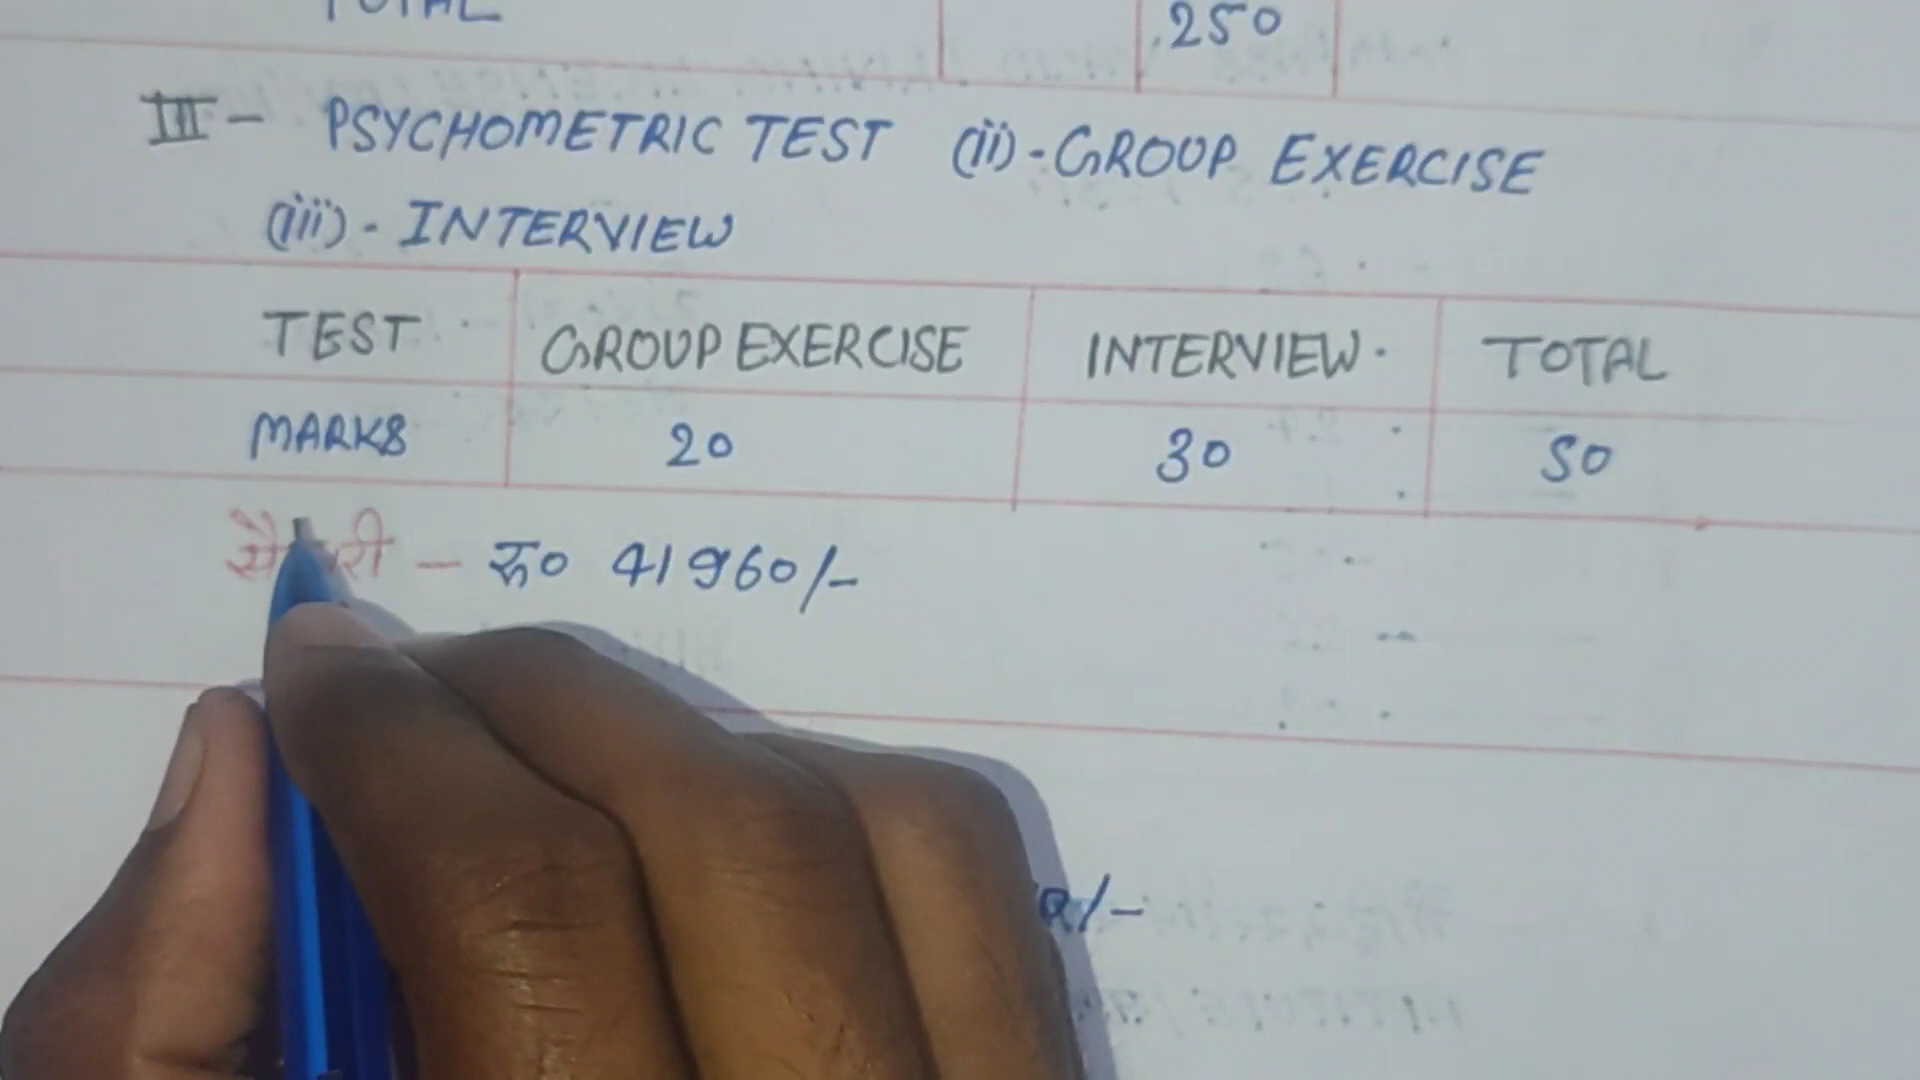 TOTAL 250
III - PSYCHOMETRIC TEST (ii) - GROUP EXERCISE
(iii) - INTERVIEW
TEST GROUP EXERCISE INTERVIEW. TOTAL
MARKS 20 30 50
- रु० 41960/-